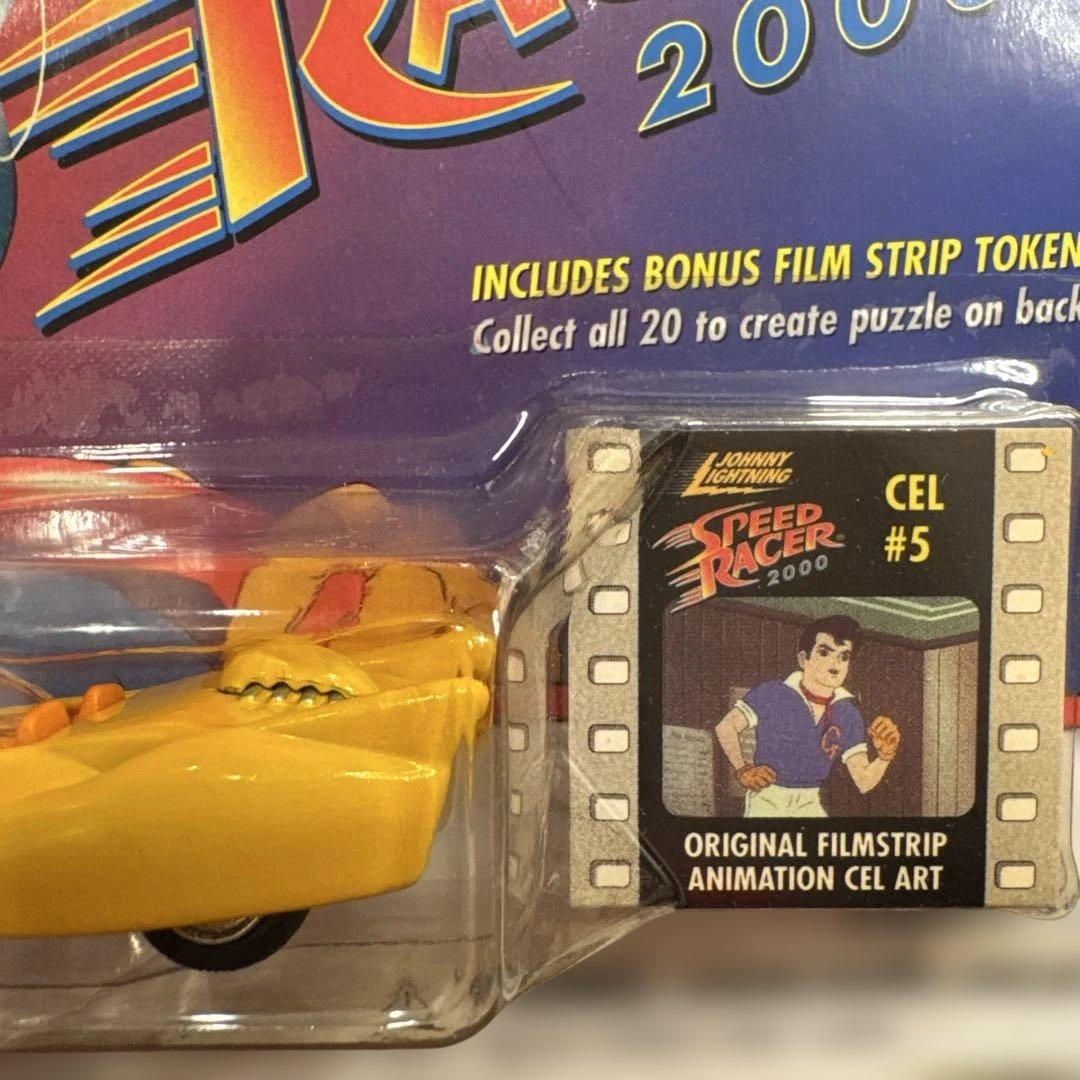 2000
INCLUDES BONUS FILM STRIP TOKEN
Collect all 20 to create puzzle on back
JOHNNY
LIGHTNING
SPEED
RACER
2000
CEL
#5
G
ORIGINAL FILMSTRIP
ANIMATION CEL ART